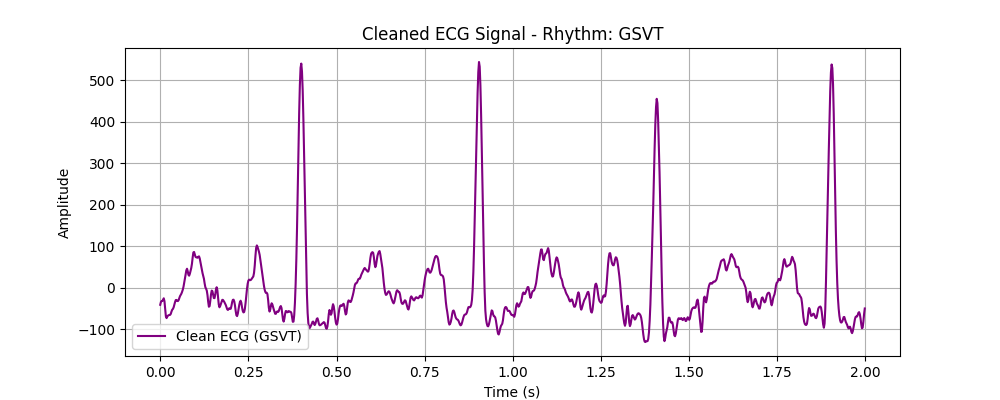 Cleaned ECG Signal - Rhythm: GSVT
Amplitude
500
400
300
200
100
0
−100
Clean ECG (GSVT)
0.00 0.25 0.50 0.75 1.00 1.25 1.50 1.75 2.00
Time (s)